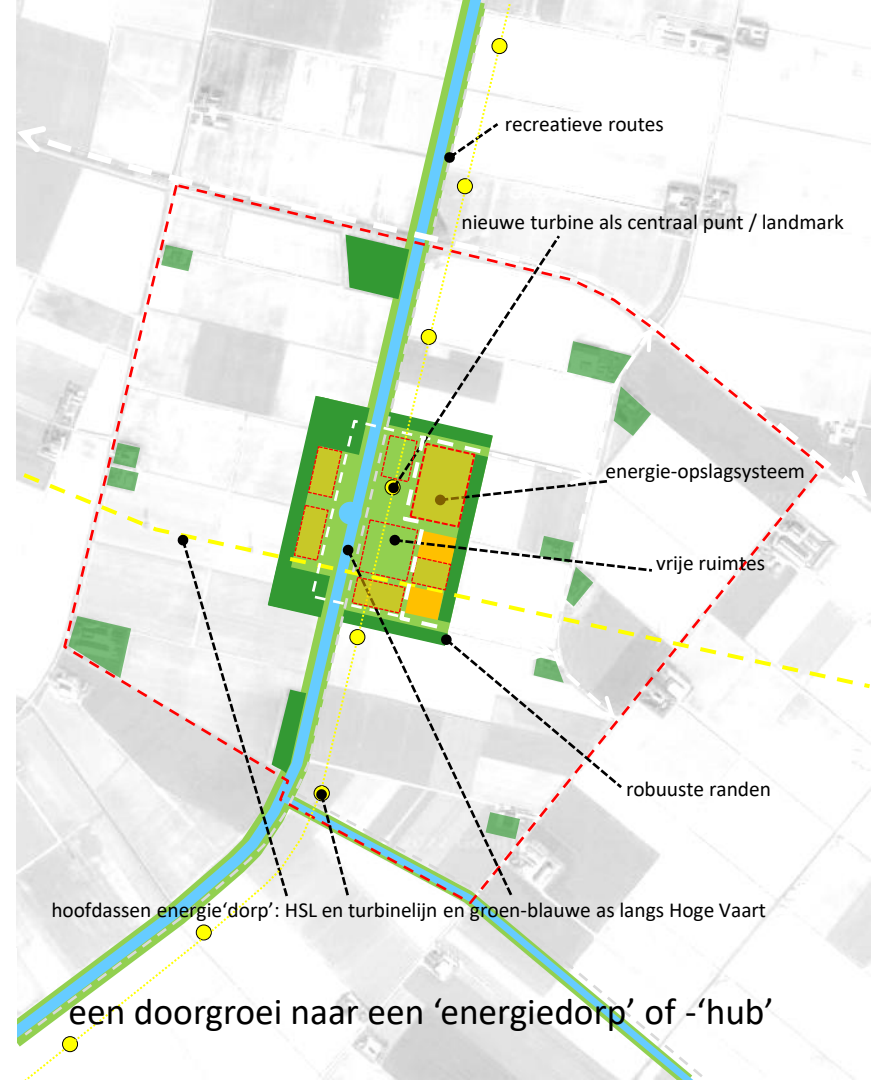 recreatieve routes
nieuwe turbine als centraal punt / landmark
energie-opslagsysteem
vrije ruimtes
robuuste randen
hoofdassen energie‘dorp’: HSL en turbinelijn en groen-blauwe as langs Hoge Vaart
een doorgroei naar een ‘energiedorp’ of -‘hub’